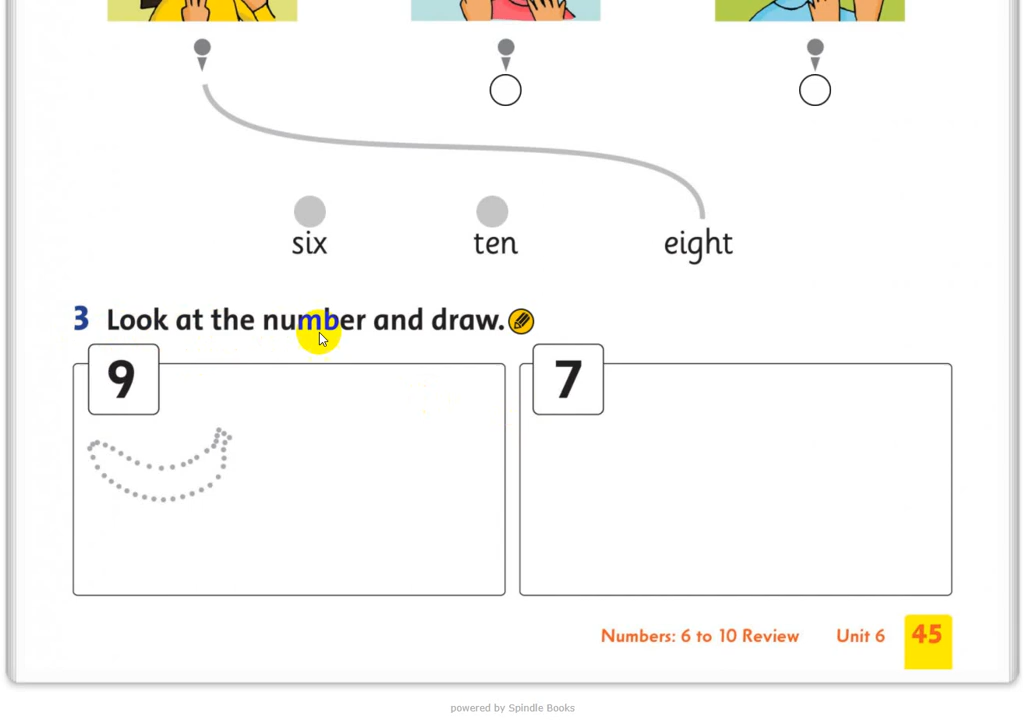 six ten eight
3 Look at the number and draw.
9 7
Numbers: 6 to 10 Review Unit 6 45
powered by Spindle Books